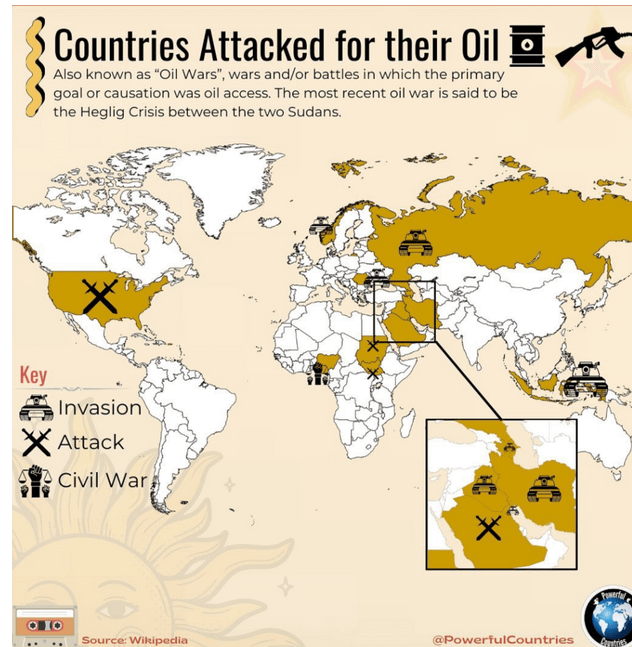 Countries Attacked for their Oil
Also known as “Oil Wars”, wars and/or battles in which the primary
goal or causation was oil access. The most recent oil war is said to be
the Heglig Crisis between the two Sudans.
Key
Invasion
Attack
Civil War
Source: Wikipedia
@PowerfulCountries
Powerful
Countries